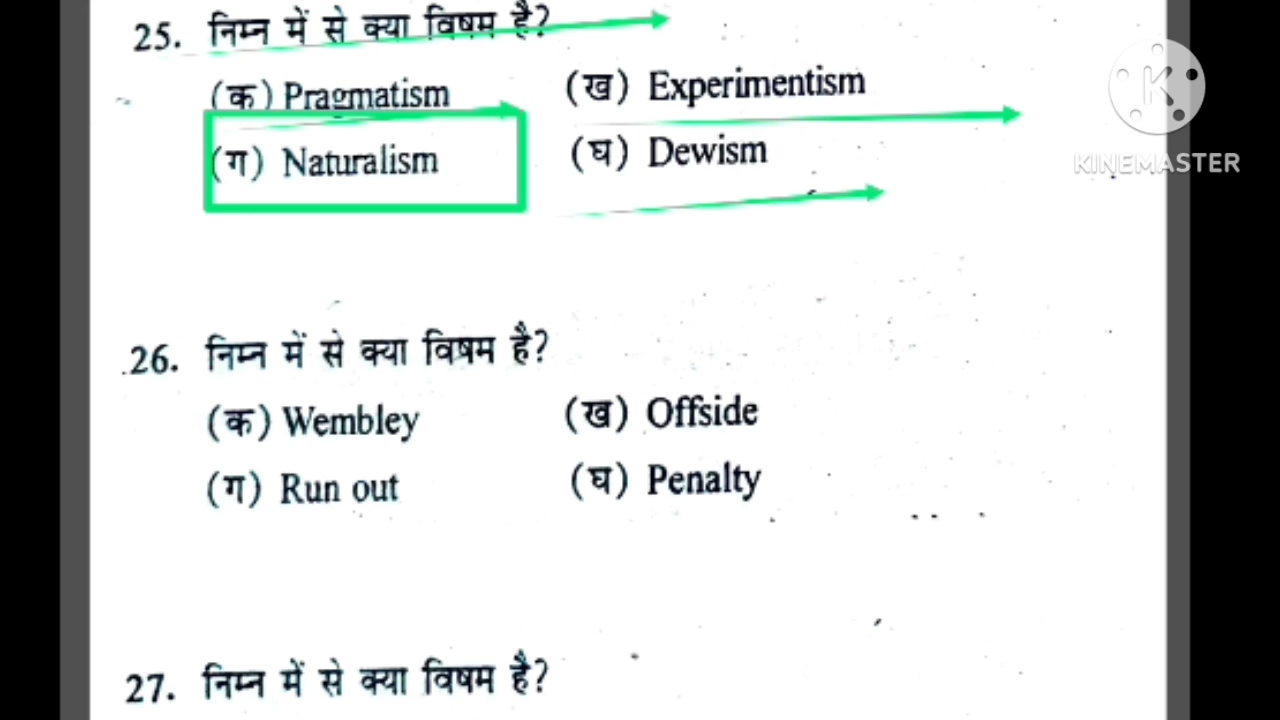 25. निम्न में से क्या विषम है?
(क) Pragmatism (ख) Experimentism
(ग) Naturalism (घ) Dewism
KINEMASTER
26. निम्न में से क्या विषम है?
(क) Wembley (ख) Offside
(ग) Run out (घ) Penalty
27. निम्न में से क्या विषम है?